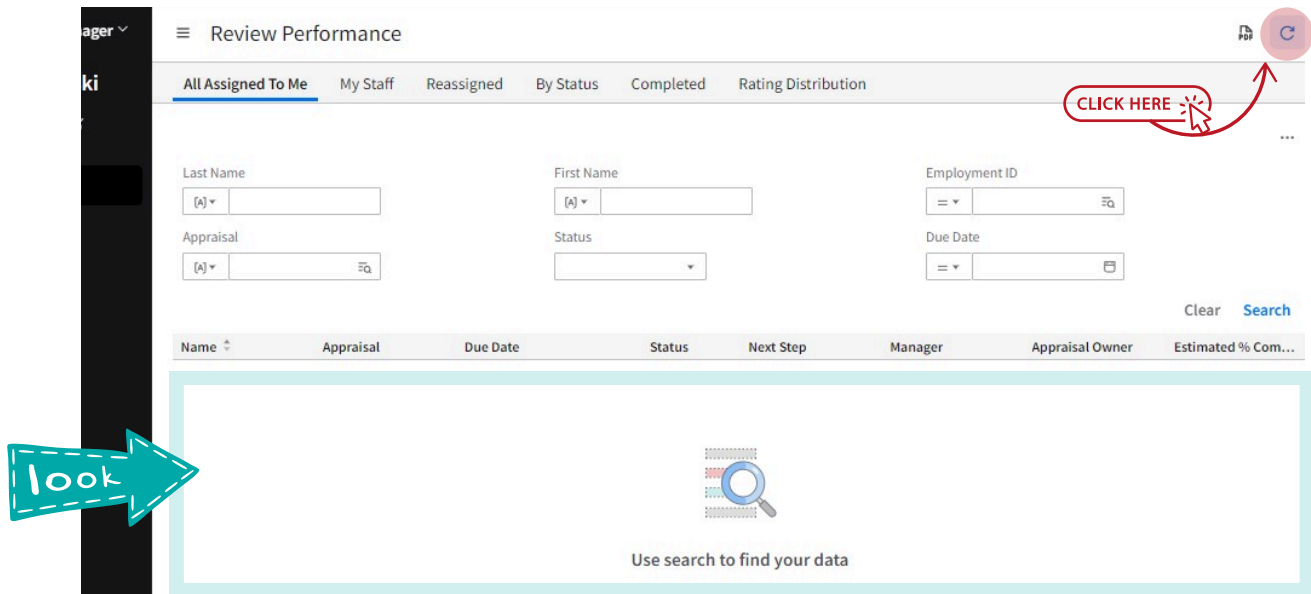 ager
Review Performance
PDF
ki
All Assigned To Me My Staff Reassigned By Status Completed Rating Distribution
CLICK HERE
...
Last Name First Name Employment ID
[A] [A] =
Appraisal Status Due Date
[A] =
Clear Search
Name Appraisal Due Date Status Next Step Manager Appraisal Owner Estimated % Com...
look
Use search to find your data